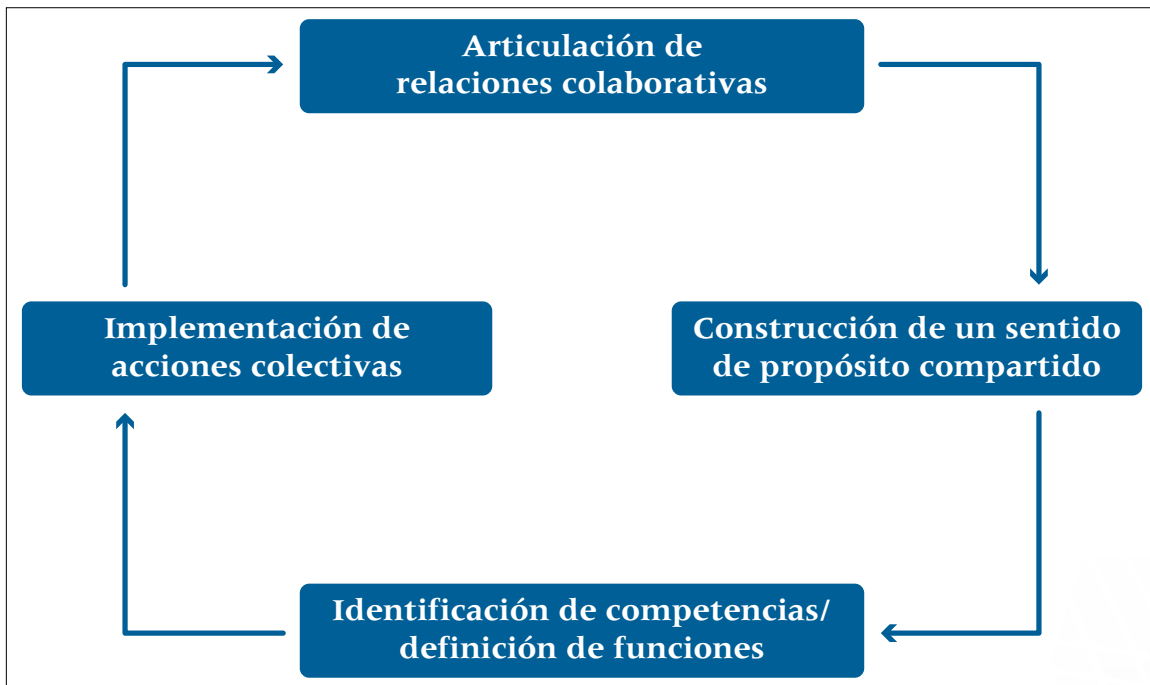 Articulación de
relaciones colaborativas
Implementación de
acciones colectivas
Construcción de un sentido
de propósito compartido
Identificación de competencias/
definición de funciones